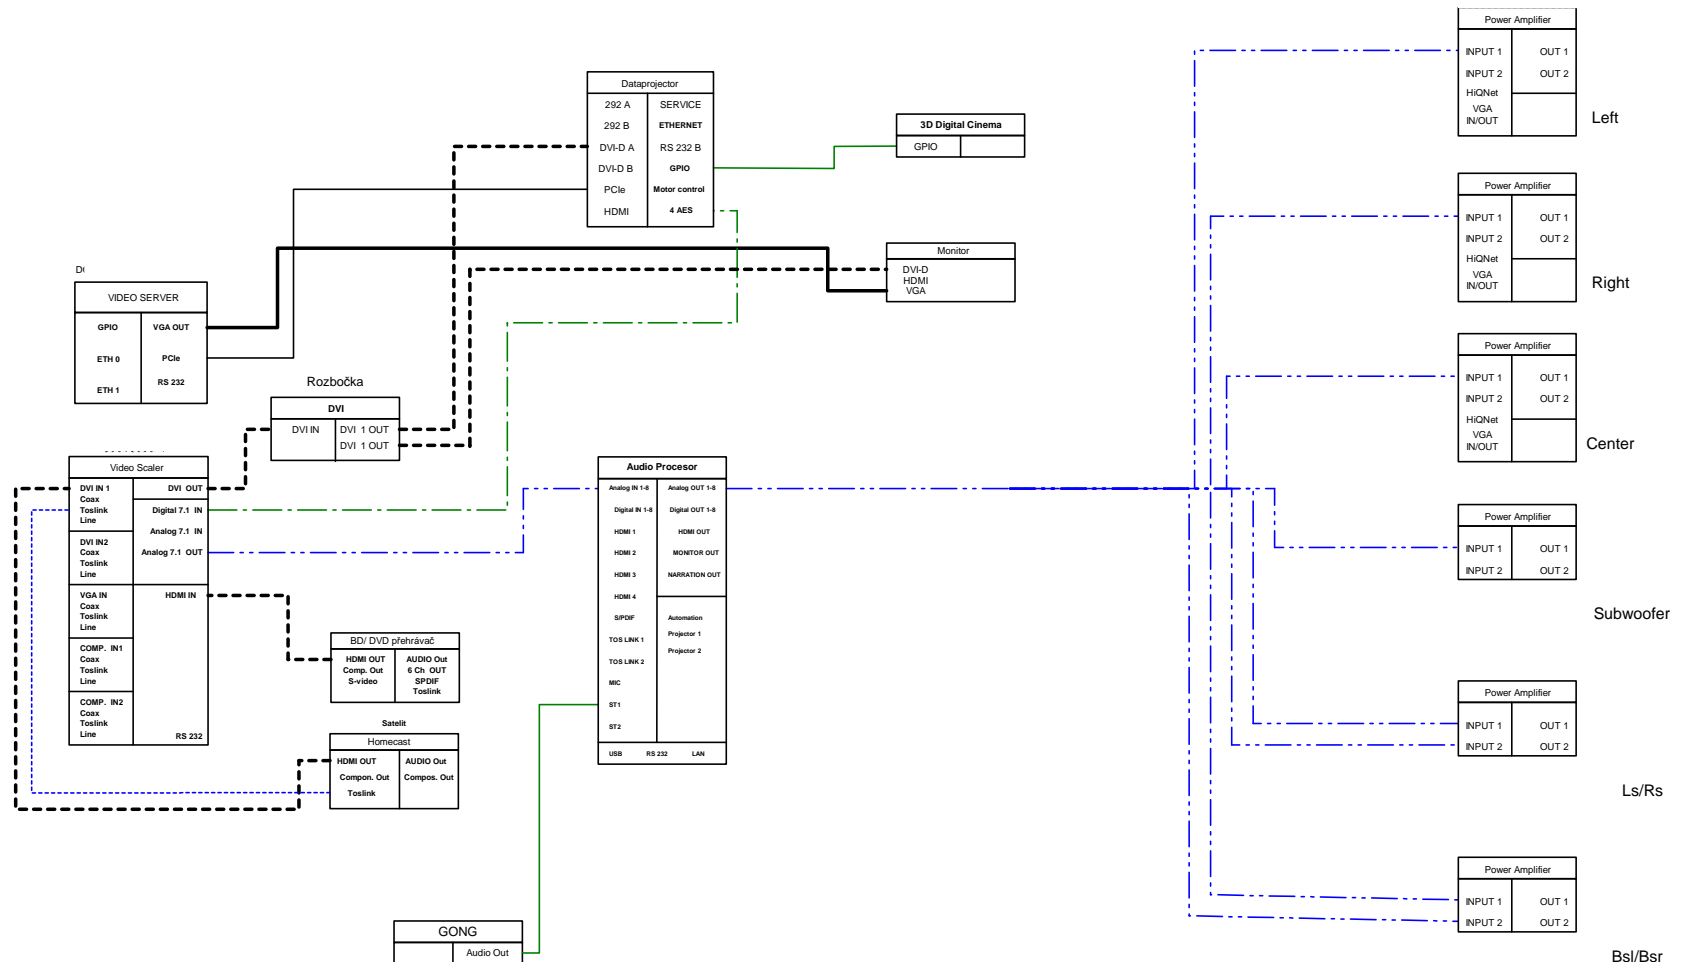 Power Amplifier
INPUT 1 OUT 1
INPUT 2 OUT 2
HiQNet
VGA
IN/OUT
Left
Dataprojector
292 A SERVICE
292 B ETHERNET
DVI-D A RS 232 B
DVI-D B GPIO
PCIe Motor control
HDMI 4 AES
3D Digital Cinema
GPIO
Power Amplifier
INPUT 1 OUT 1
INPUT 2 OUT 2
HiQNet
VGA
IN/OUT
Right
Monitor
DVI-D
HDMI
VGA
VIDEO SERVER
GPIO VGA OUT
ETH 0 PCIe
RS 232
ETH 1
Power Amplifier
INPUT 1 OUT 1
INPUT 2 OUT 2
HiQNet
VGA
IN/OUT
Center
Rozbočka
DVI
DVI IN DVI 1 OUT
DVI 1 OUT
Video Scaler
DVI IN 1
Coax
Toslink
Line
DVI IN2
Coax
Toslink
Line
VGA IN
Coax
Toslink
Line
COMP. IN1
Coax
Toslink
Line
COMP. IN2
Coax
Toslink
Line
DVI OUT
Digital 7.1 IN
Analog 7.1 IN
Analog 7.1 OUT
HDMI IN
RS 232
Audio Procesor
Analog IN 1-8 Analog OUT 1-8
Digital IN 1-8 Digital OUT 1-8
HDMI 1 HDMI OUT
HDMI 2 MONITOR OUT
HDMI 3 NARRATION OUT
HDMI 4
S/PDIF Automation
TOS LINK 1 Projector 1
TOS LINK 2 Projector 2
MIC
ST1
ST2
USB RS 232 LAN
Power Amplifier
INPUT 1 OUT 1
INPUT 2 OUT 2
Subwoofer
BD/ DVD přehrávač
HDMI OUT AUDIO Out
Comp. Out 6 Ch OUT
S-video SPDIF
Toslink
Satelit
Homecast
HDMI OUT AUDIO Out
Compon. Out Compos. Out
Toslink
Power Amplifier
INPUT 1 OUT 1
INPUT 2 OUT 2
Ls/Rs
Power Amplifier
INPUT 1 OUT 1
INPUT 2 OUT 2
Bsl/Bsr
GONG
Audio Out